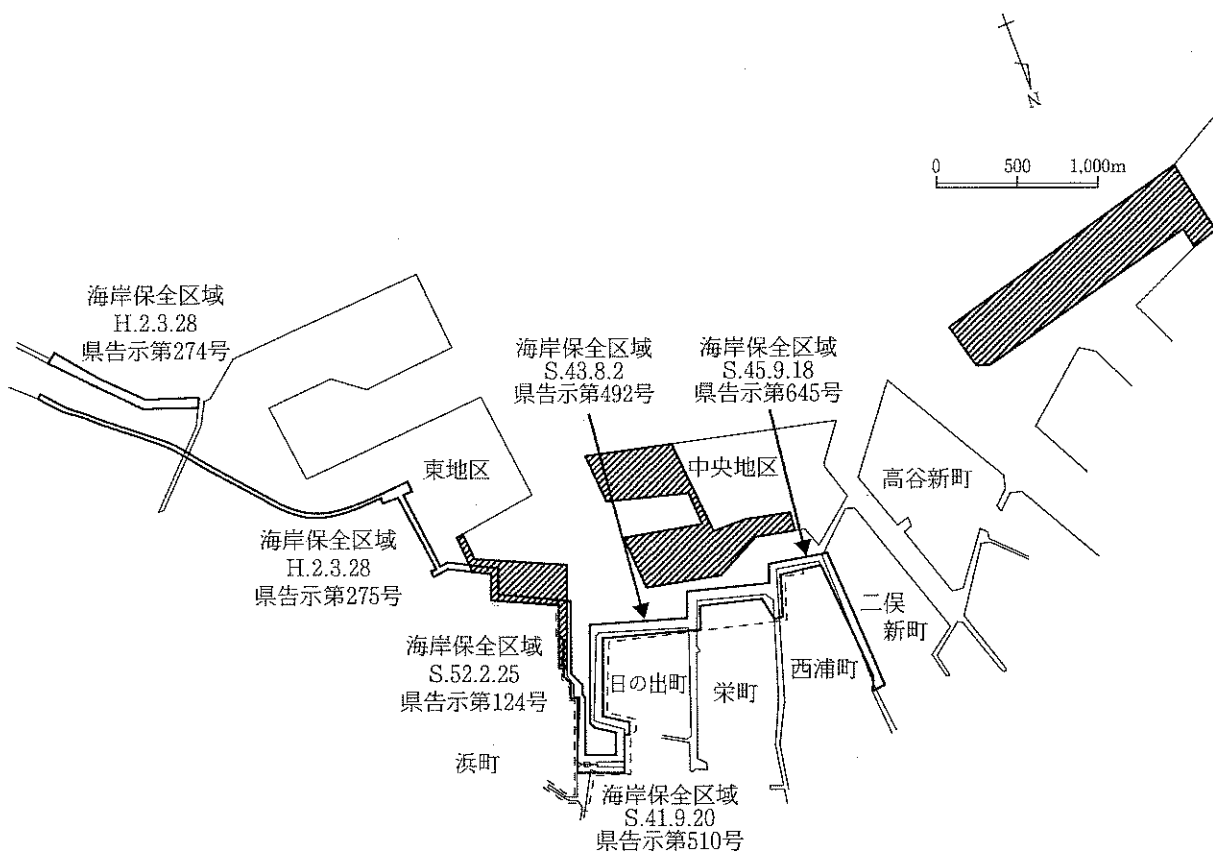 N
0 500 1,000m
海岸保全区域
H.2.3.28
県告示第274号
海岸保全区域
S.43.8.2
県告示第492号
海岸保全区域
S.45.9.18
県告示第645号
東地区
中央地区
高谷新町
海岸保全区域
H.2.3.28
県告示第275号
二俣
新町
海岸保全区域
S.52.2.25
県告示第124号
日の出町
栄町
西浦町
浜町
海岸保全区域
S.41.9.20
県告示第510号